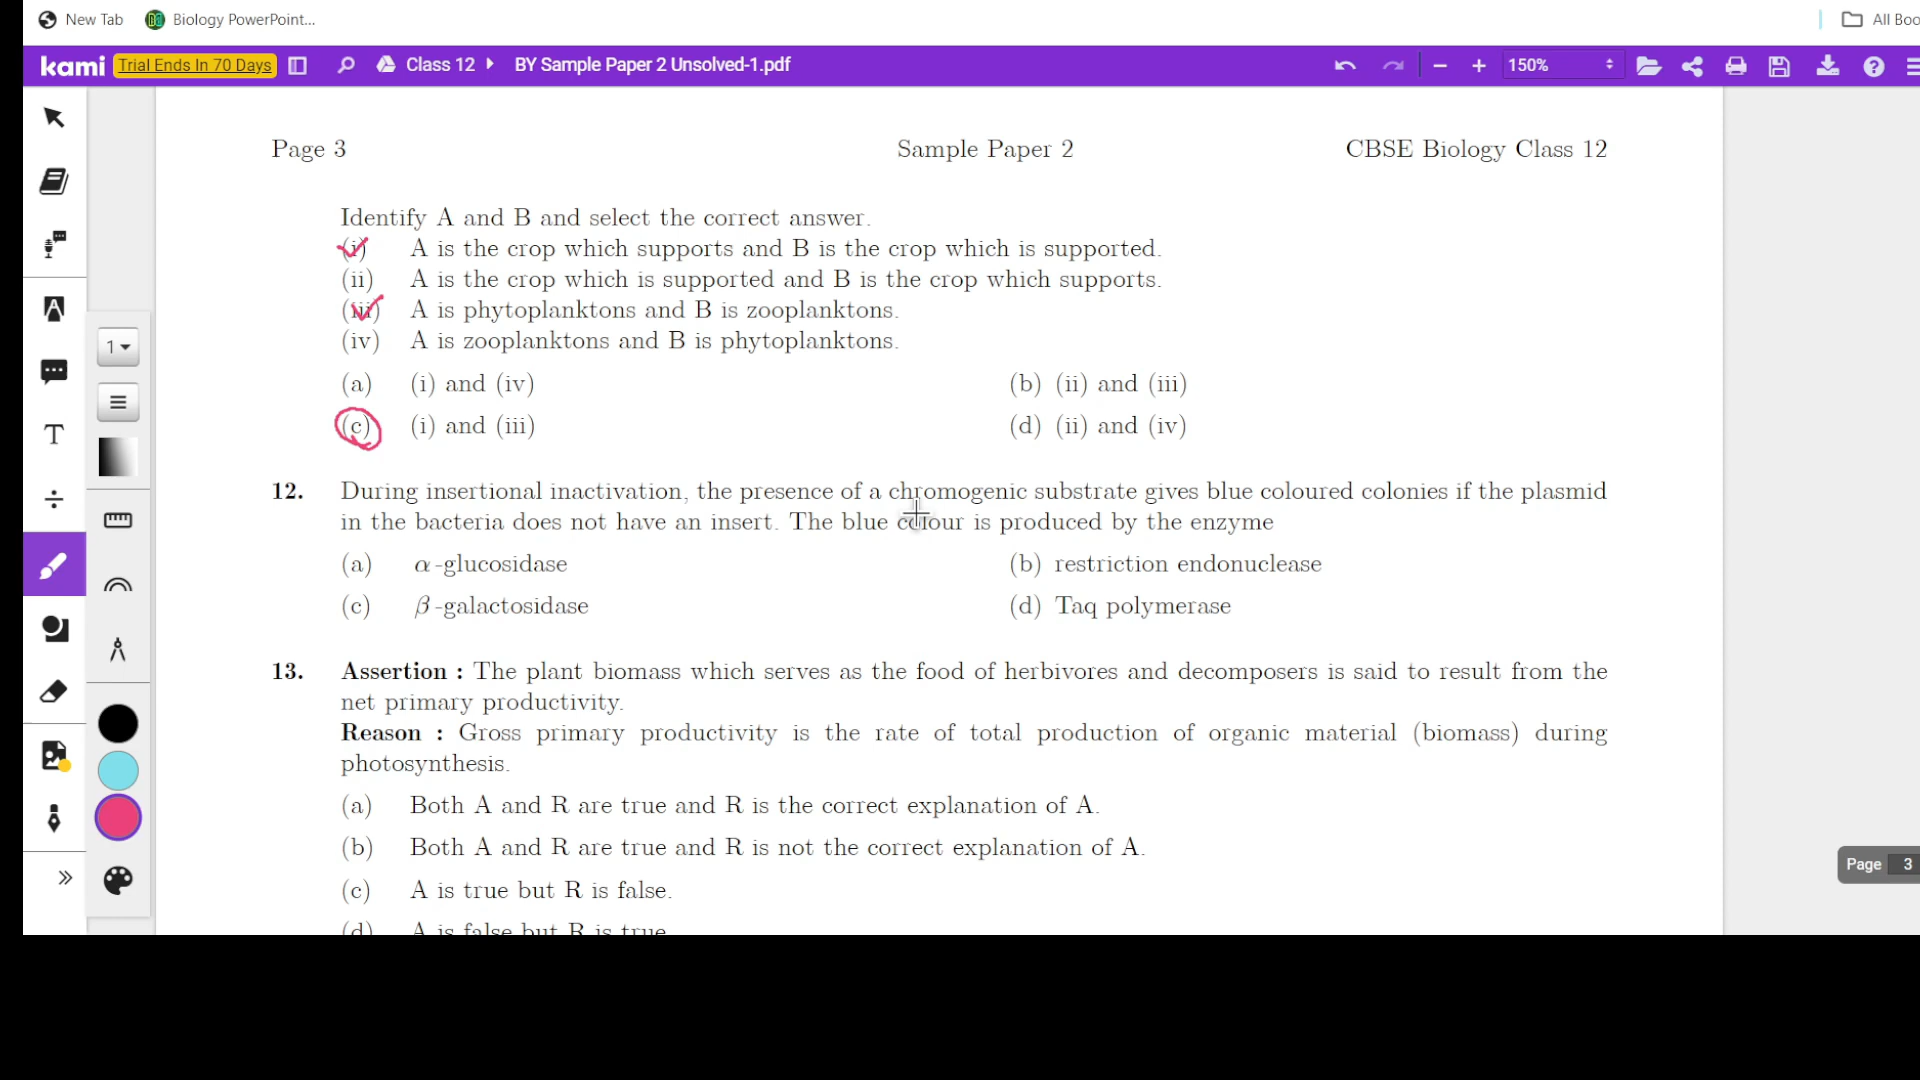 New Tab Biology PowerPoint... All Boo
kami Trial Ends In 70 Days Class 12 BY Sample Paper 2 Unsolved-1.pdf 150%
Page 3 Sample Paper 2 CBSE Biology Class 12
Identify A and B and select the correct answer.
(i) A is the crop which supports and B is the crop which is supported.
(ii) A is the crop which is supported and B is the crop which supports.
(iii) A is phytoplanktons and B is zooplanktons.
(iv) A is zooplanktons and B is phytoplanktons.
(a) (i) and (iv) (b) (ii) and (iii)
(c) (i) and (iii) (d) (ii) and (iv)
12. During insertional inactivation, the presence of a chromogenic substrate gives blue coloured colonies if the plasmid
in the bacteria does not have an insert. The blue colour is produced by the enzyme
(a) α-glucosidase (b) restriction endonuclease
(c) β-galactosidase (d) Taq polymerase
13. Assertion : The plant biomass which serves as the food of herbivores and decomposers is said to result from the
net primary productivity.
Reason : Gross primary productivity is the rate of total production of organic material (biomass) during
photosynthesis.
(a) Both A and R are true and R is the correct explanation of A.
(b) Both A and R are true and R is not the correct explanation of A.
(c) A is true but R is false.
(d) A is false but R is true
1
Page 3